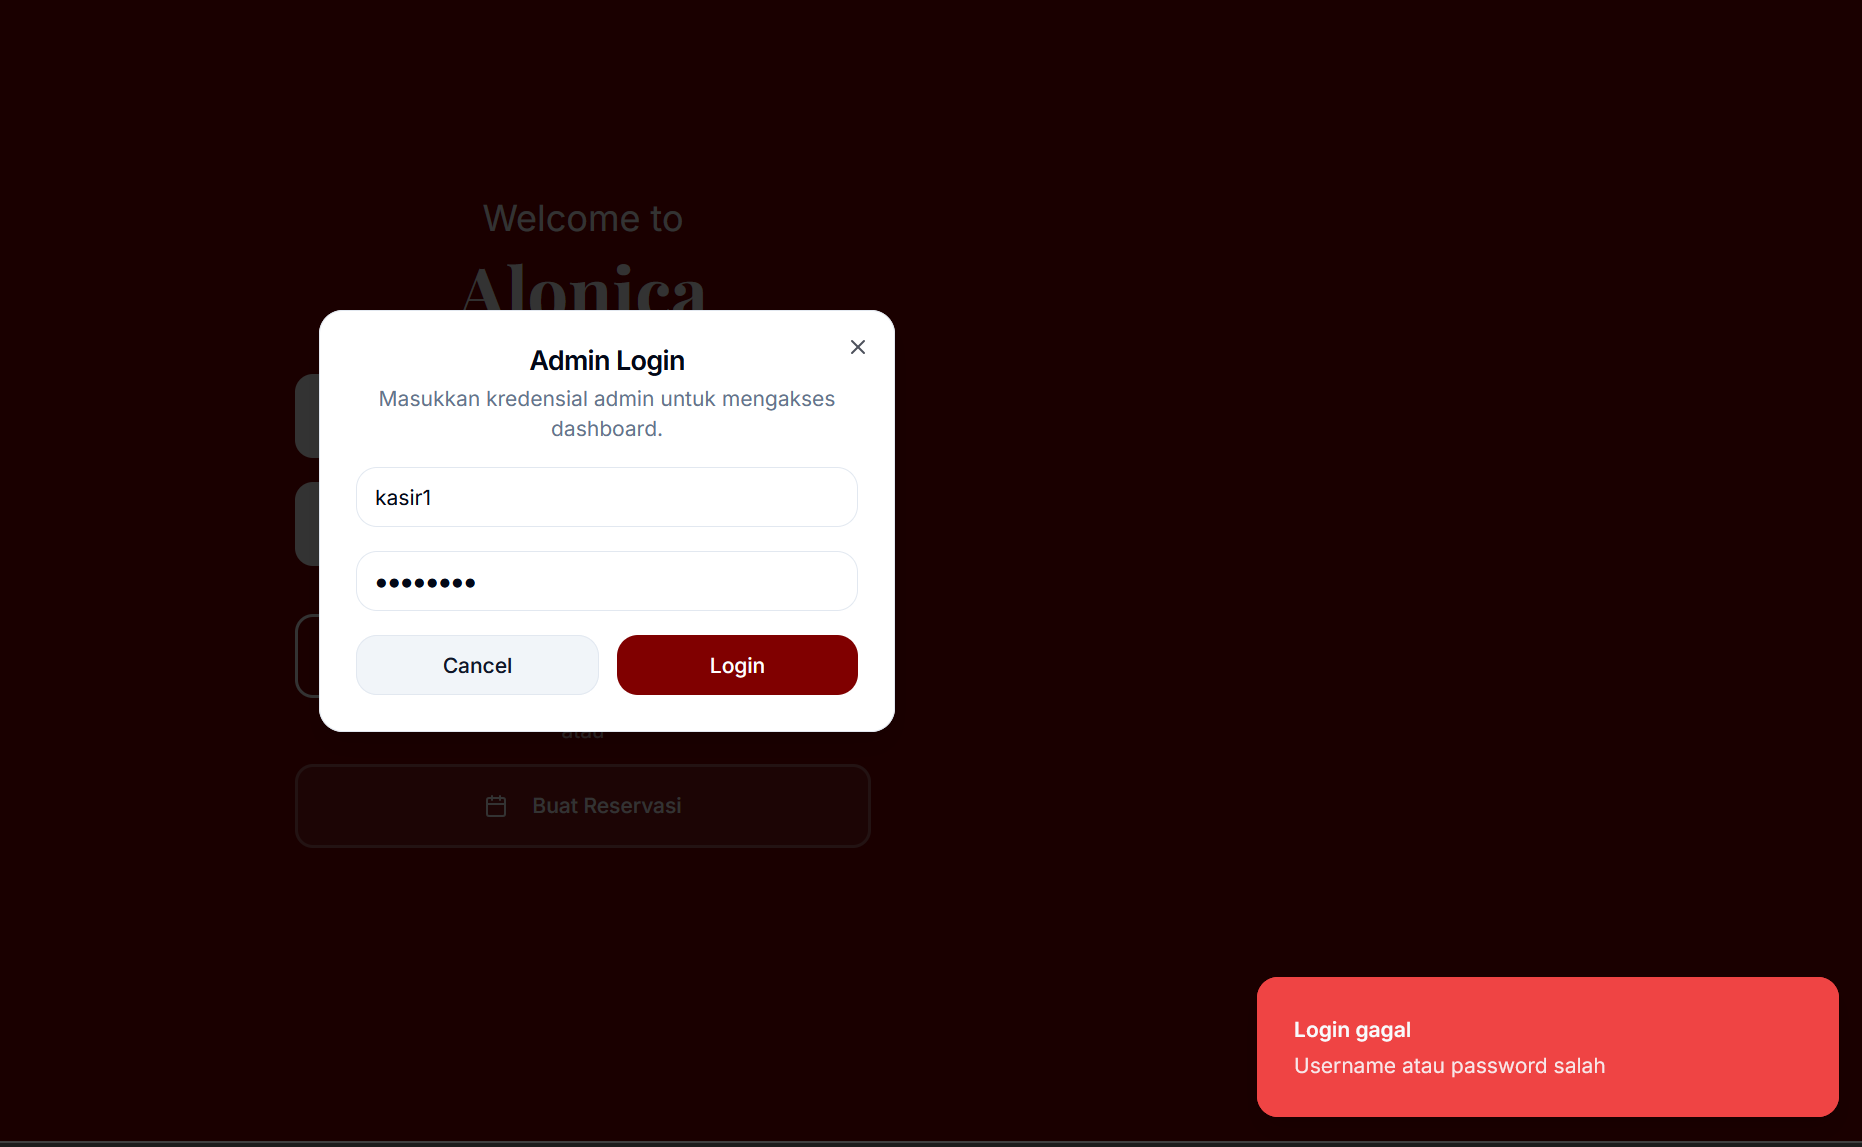 Welcome to
Alonica
Admin Login
Masukkan kredensial admin untuk mengakses
dashboard.
kasir1
••••••••
Cancel
Login
atau
Buat Reservasi
Login gagal
Username atau password salah